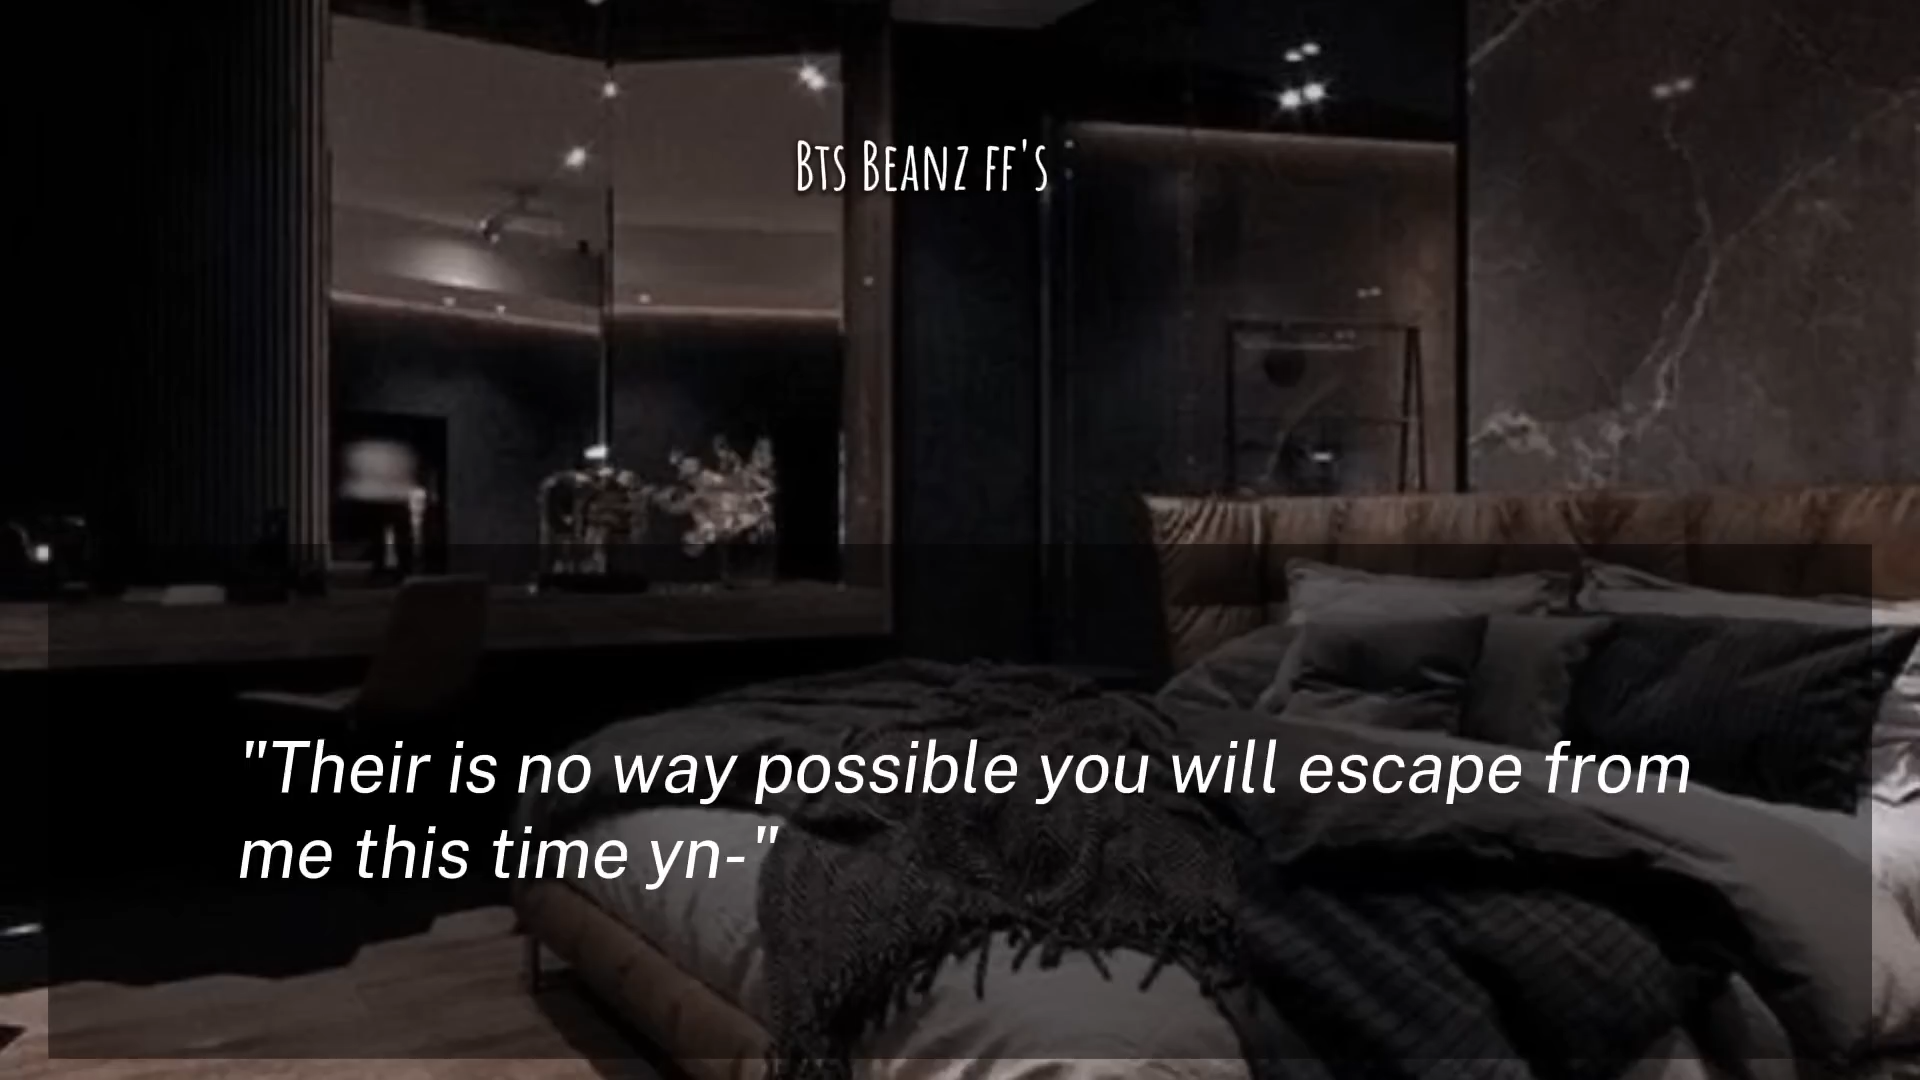 Bts Beanz ff's
"Their is no way possible you will escape from
me this time yn-"